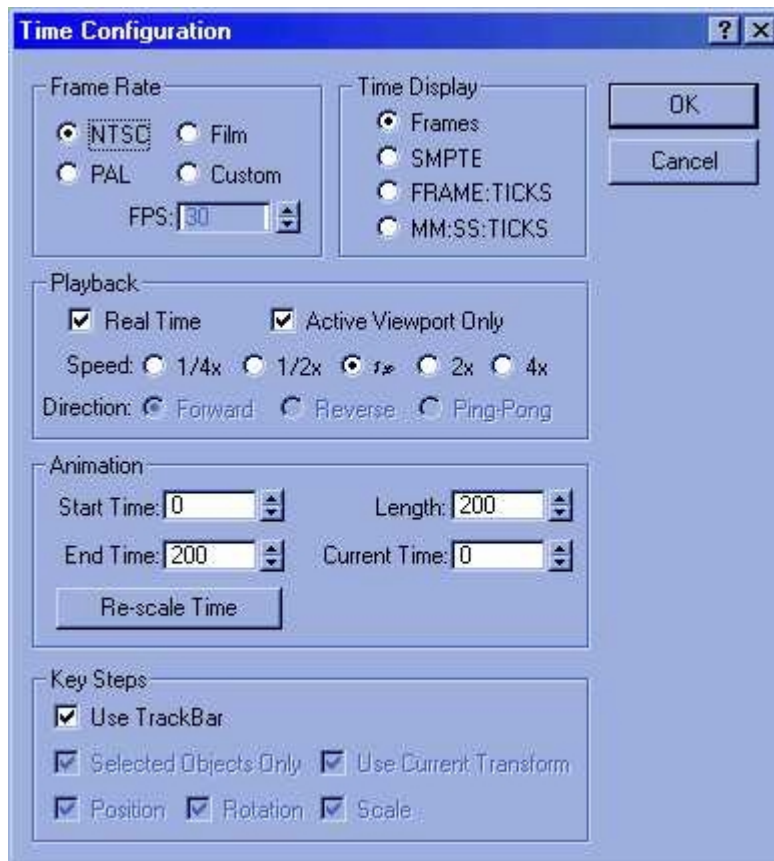 Time Configuration
Frame Rate
NTSC Film
PAL Custom
FPS: 30
Time Display
Frames
SMPTE
FRAME:TICKS
MM:SS:TICKS
OK
Cancel
Playback
Real Time Active Viewport Only
Speed: 1/4x 1/2x 1x 2x 4x
Direction: Forward Reverse Ping-Pong
Animation
Start Time: 0 Length: 200
End Time: 200 Current Time: 0
Re-scale Time
Key Steps
Use TrackBar
Selected Objects Only Use Current Transform
Position Rotation Scale